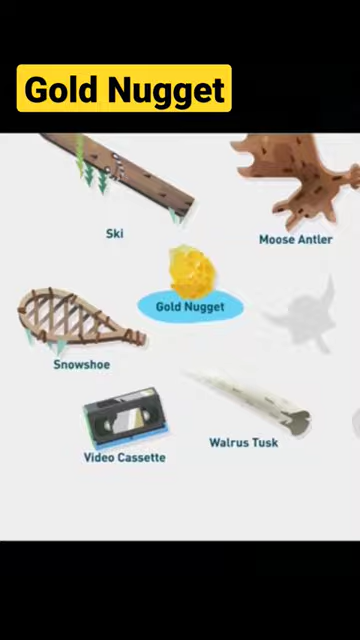 Gold Nugget
Ski
Moose Antler
Gold Nugget
Snowshoe
Walrus Tusk
Video Cassette